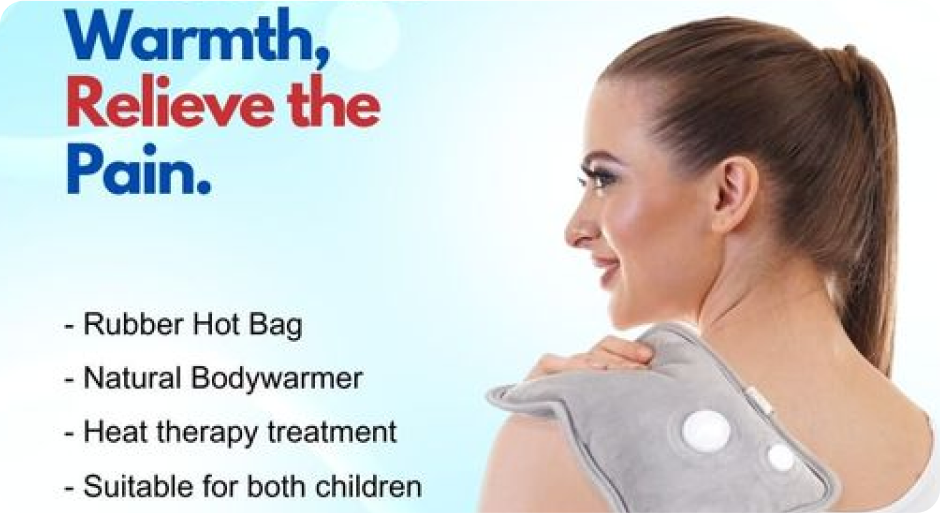 Warmth,
Relieve the
Pain.
- Rubber Hot Bag
- Natural Bodywarmer
- Heat therapy treatment
- Suitable for both children